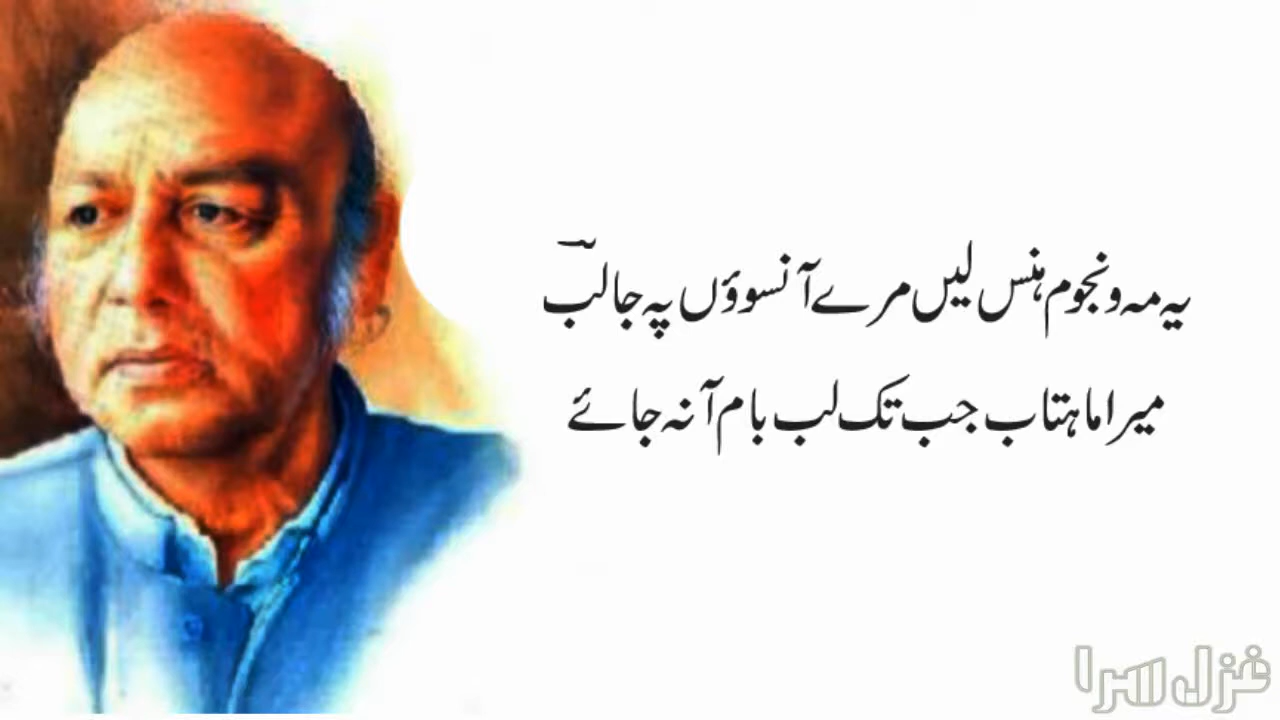 یہ مہ و نجوم ہنس لیں مرے آنسوؤں پہ جالبؔ
میرا ماہتاب جب تک لب بام آ نہ جائے
غزل سرا